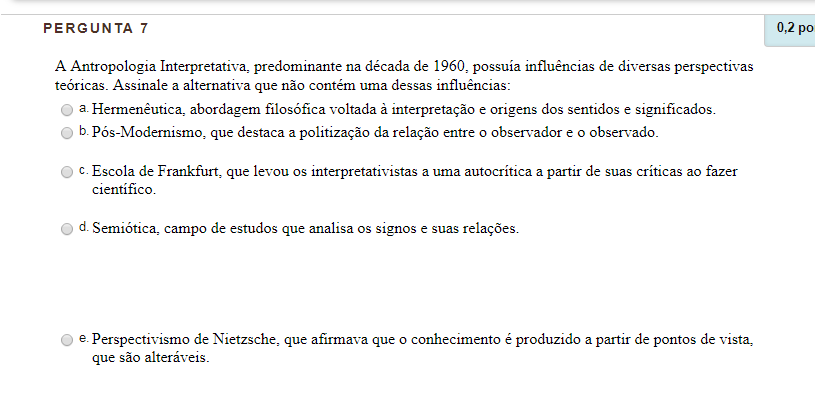 PERGUNTA 7
0,2 po
A Antropologia Interpretativa, predominante na década de 1960, possuía influências de diversas perspectivas
teóricas. Assinale a alternativa que não contém uma dessas influências:
a. Hermenêutica, abordagem filosófica voltada à interpretação e origens dos sentidos e significados.
b. Pós-Modernismo, que destaca a politização da relação entre o observador e o observado.
c. Escola de Frankfurt, que levou os interpretativistas a uma autocrítica a partir de suas críticas ao fazer
científico.
d. Semiótica, campo de estudos que analisa os signos e suas relações.
e. Perspectivismo de Nietzsche, que afirmava que o conhecimento é produzido a partir de pontos de vista,
que são alteráveis.